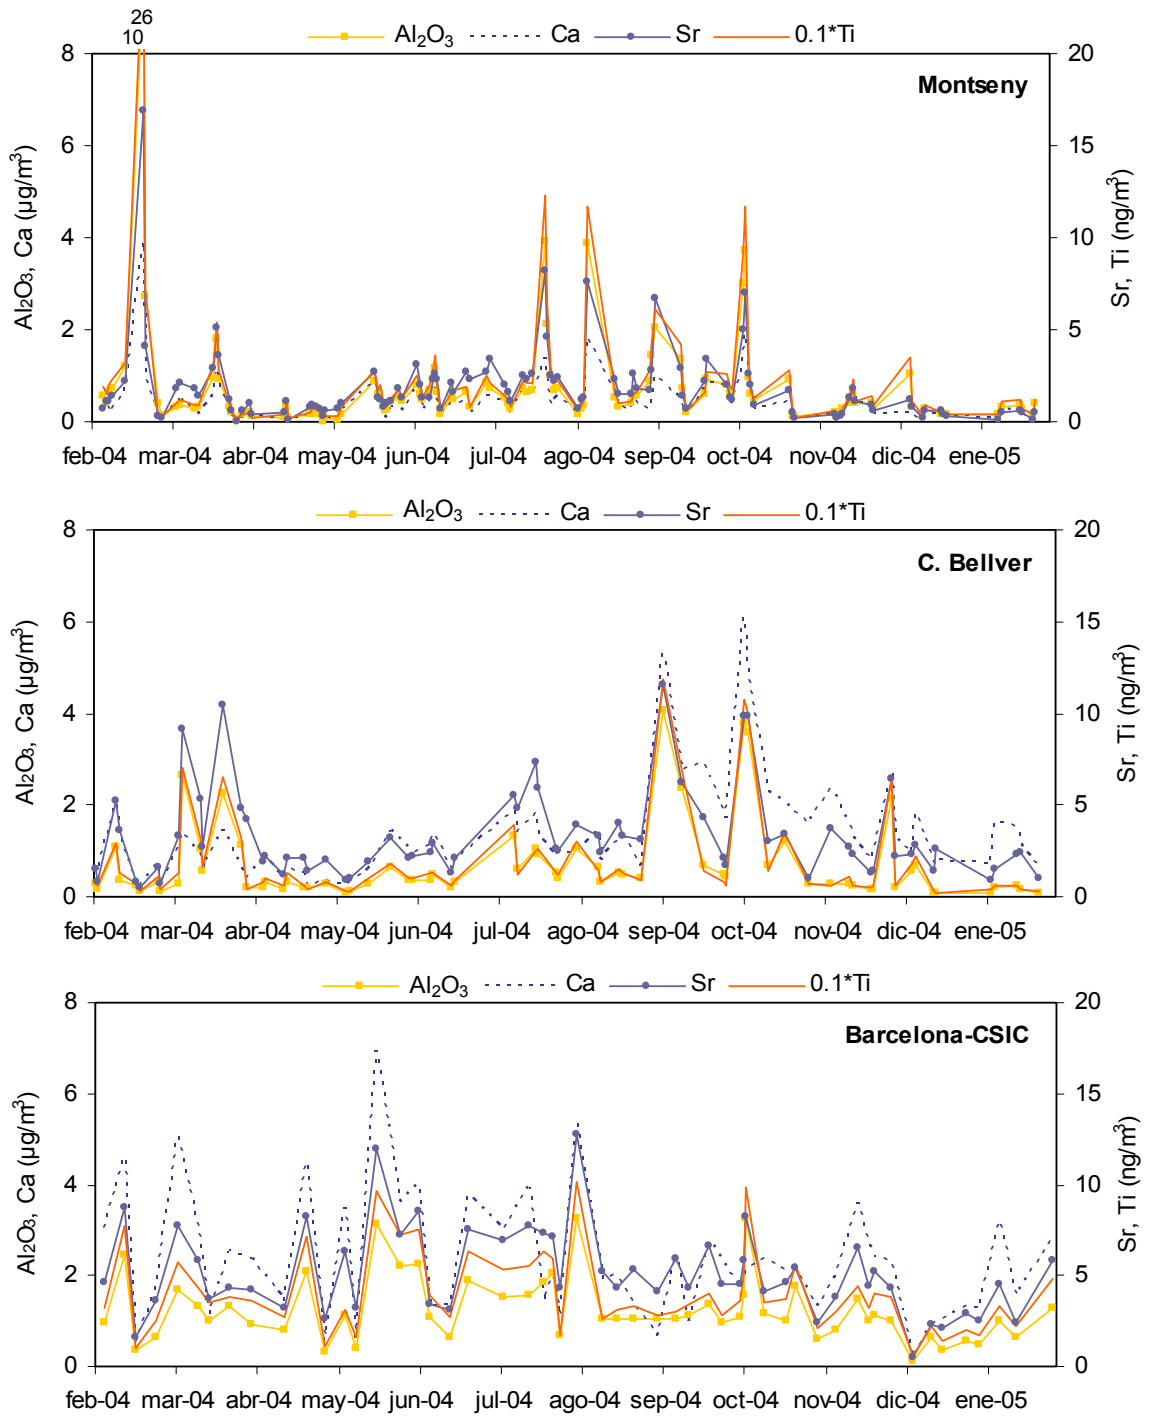 26
10
Al₂O₃ Ca Sr 0.1*Ti
Montseny
8 20
6 15
4 10
2 5
0 0
Al₂O₃, Ca (µg/m³)
Sr, Ti (ng/m³)
feb-04 mar-04 abr-04 may-04 jun-04 jul-04 ago-04 sep-04 oct-04 nov-04 dic-04 ene-05
Al₂O₃ Ca Sr 0.1*Ti
C. Bellver
8 20
6 15
4 10
2 5
0 0
Al₂O₃, Ca (µg/m³)
Sr, Ti (ng/m³)
feb-04 mar-04 abr-04 may-04 jun-04 jul-04 ago-04 sep-04 oct-04 nov-04 dic-04 ene-05
Al₂O₃ Ca Sr 0.1*Ti
Barcelona-CSIC
8 20
6 15
4 10
2 5
0 0
Al₂O₃, Ca (µg/m³)
Sr, Ti (ng/m³)
feb-04 mar-04 abr-04 may-04 jun-04 jul-04 ago-04 sep-04 oct-04 nov-04 dic-04 ene-05